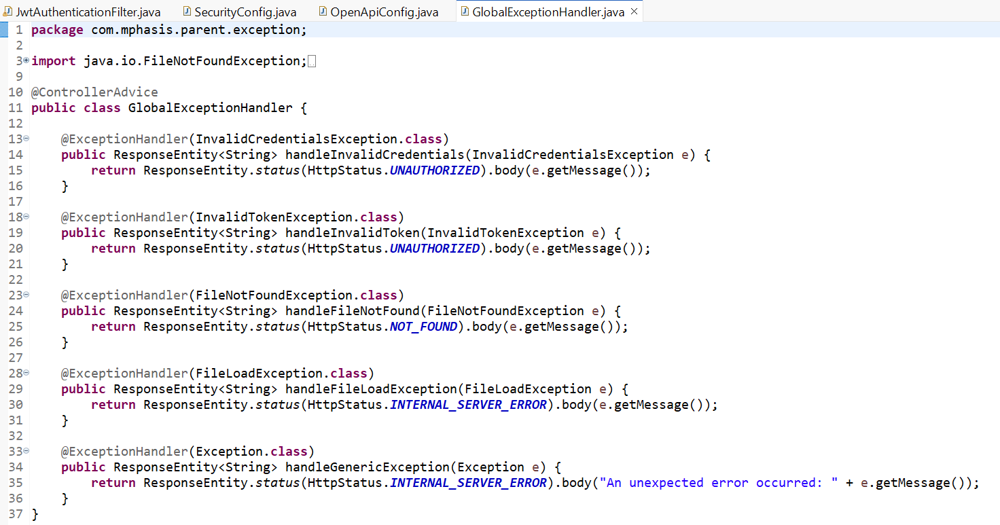 JwtAuthenticationFilter.java SecurityConfig.java OpenApiConfig.java GlobalExceptionHandler.java ×
1 package com.mphasis.parent.exception;
2
3 import java.io.FileNotFoundException;
9
10 @ControllerAdvice
11 public class GlobalExceptionHandler {
12
13     @ExceptionHandler(InvalidCredentialsException.class)
14     public ResponseEntity<String> handleInvalidCredentials(InvalidCredentialsException e) {
15         return ResponseEntity.status(HttpStatus.UNAUTHORIZED).body(e.getMessage());
16     }
17
18     @ExceptionHandler(InvalidTokenException.class)
19     public ResponseEntity<String> handleInvalidToken(InvalidTokenException e) {
20         return ResponseEntity.status(HttpStatus.UNAUTHORIZED).body(e.getMessage());
21     }
22
23     @ExceptionHandler(FileNotFoundException.class)
24     public ResponseEntity<String> handleFileNotFound(FileNotFoundException e) {
25         return ResponseEntity.status(HttpStatus.NOT_FOUND).body(e.getMessage());
26     }
27
28     @ExceptionHandler(FileLoadException.class)
29     public ResponseEntity<String> handleFileLoadException(FileLoadException e) {
30         return ResponseEntity.status(HttpStatus.INTERNAL_SERVER_ERROR).body(e.getMessage());
31     }
32
33     @ExceptionHandler(Exception.class)
34     public ResponseEntity<String> handleGenericException(Exception e) {
35         return ResponseEntity.status(HttpStatus.INTERNAL_SERVER_ERROR).body("An unexpected error occurred: " + e.getMessage());
36     }
37 }